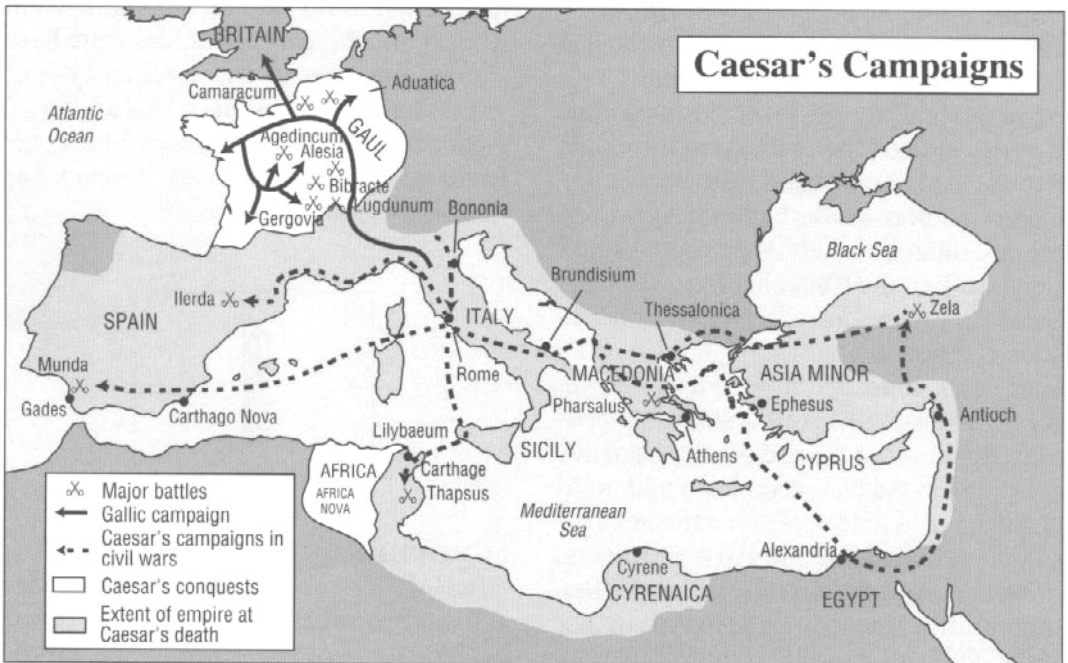 Caesar's Campaigns
BRITAIN
Camaracum
Aduatica
Atlantic
Ocean
GAUL
Agedincum
Alesia
Bibracte
Lugdunum
Gergovia
Bononia
Black Sea
Brundisium
Thessalonica
Zela
Ilerda
SPAIN
ITALY
Munda
Rome
MACEDONIA
ASIA MINOR
Pharsalus
Ephesus
Antioch
Gades
Carthago Nova
Lilybaeum
SICILY
Athens
CYPRUS
AFRICA
AFRICA
NOVA
Carthage
Thapsus
Mediterranean
Sea
Alexandria
Cyrene
CYRENAICA
EGYPT
Major battles
Gallic campaign
Caesar's campaigns in
civil wars
Caesar's conquests
Extent of empire at
Caesar's death